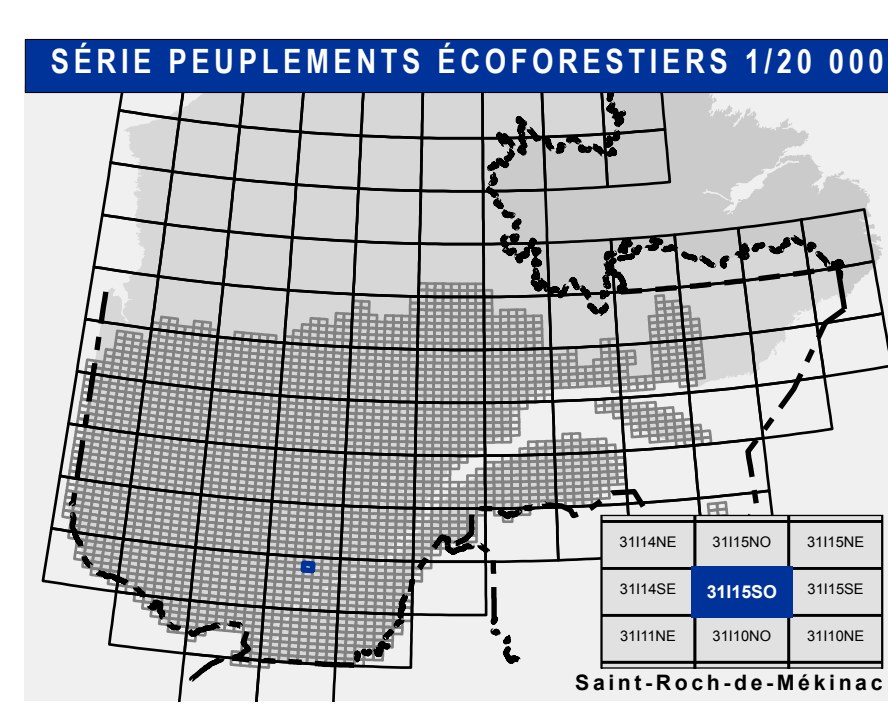 SÉRIE PEUPLEMENTS ÉCOFORESTIERS 1/20 000
31I14NE 31I15NO 31I15NE
31I14SE 31I15SO 31I15SE
31I11NE 31I10NO 31I10NE
Saint-Roch-de-Mékinac